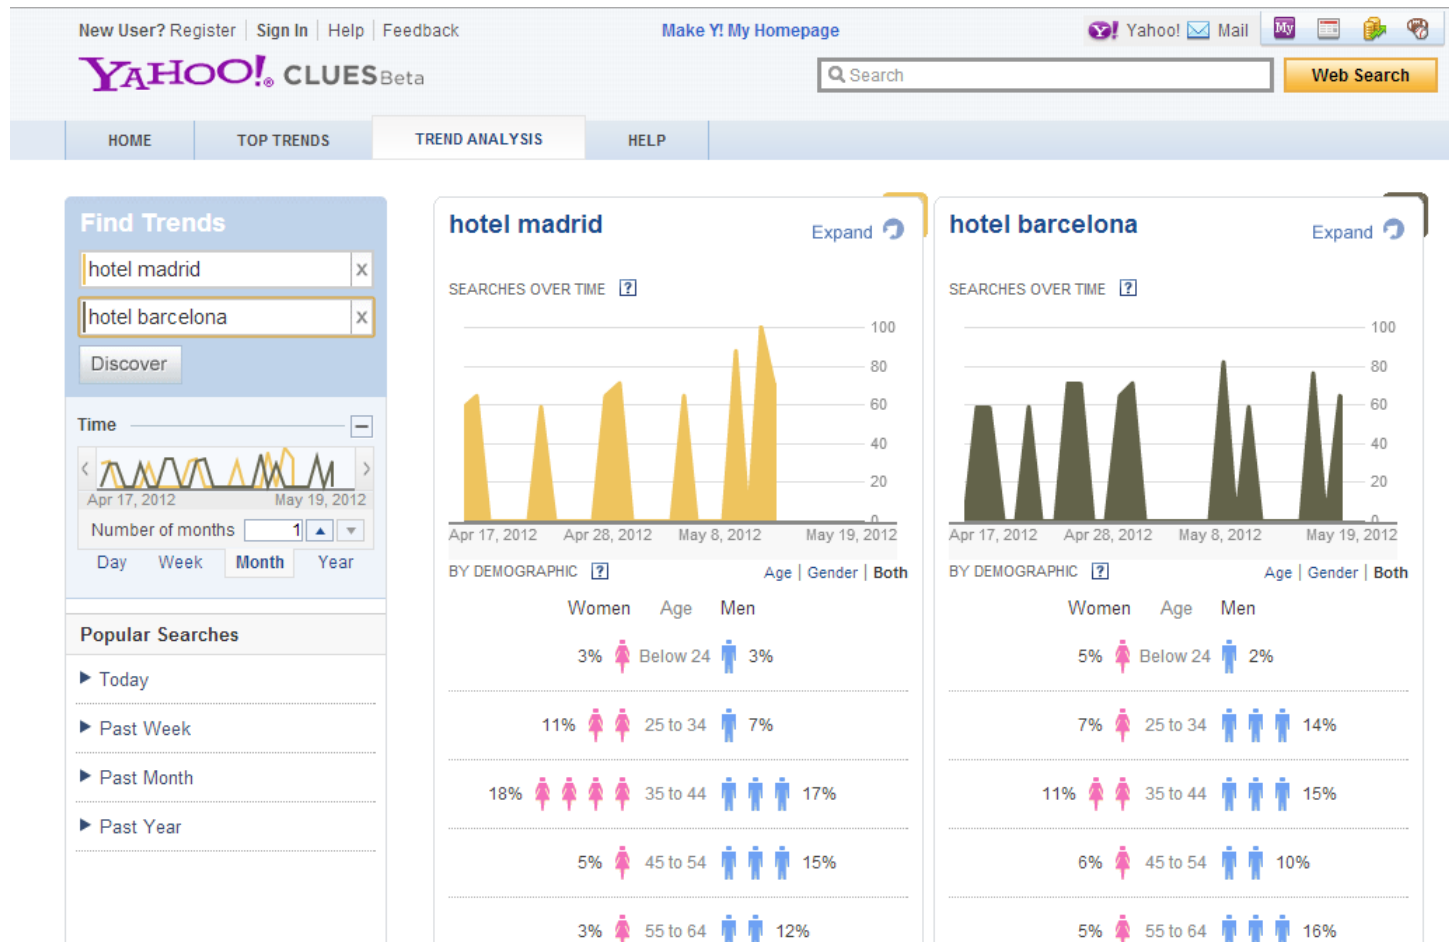 New User? Register | Sign In | Help | Feedback
Make Y! My Homepage
Y! Yahoo! Mail My
YAHOO!® CLUES Beta
Search
Web Search
HOME TOP TRENDS TREND ANALYSIS HELP
Find Trends
hotel madrid x
hotel barcelona x
Discover
Time
Apr 17, 2012 May 19, 2012
Number of months 1
Day Week Month Year
Popular Searches
Today
Past Week
Past Month
Past Year
hotel madrid
Expand
SEARCHES OVER TIME ?
100
80
60
40
20
0
Apr 17, 2012 Apr 28, 2012 May 8, 2012 May 19, 2012
BY DEMOGRAPHIC ? Age | Gender | Both
Women Age Men
3% Below 24 3%
11% 25 to 34 7%
18% 35 to 44 17%
5% 45 to 54 15%
3% 55 to 64 12%
hotel barcelona
Expand
SEARCHES OVER TIME ?
100
80
60
40
20
0
Apr 17, 2012 Apr 28, 2012 May 8, 2012 May 19, 2012
BY DEMOGRAPHIC ? Age | Gender | Both
Women Age Men
5% Below 24 2%
7% 25 to 34 14%
11% 35 to 44 15%
6% 45 to 54 10%
5% 55 to 64 16%